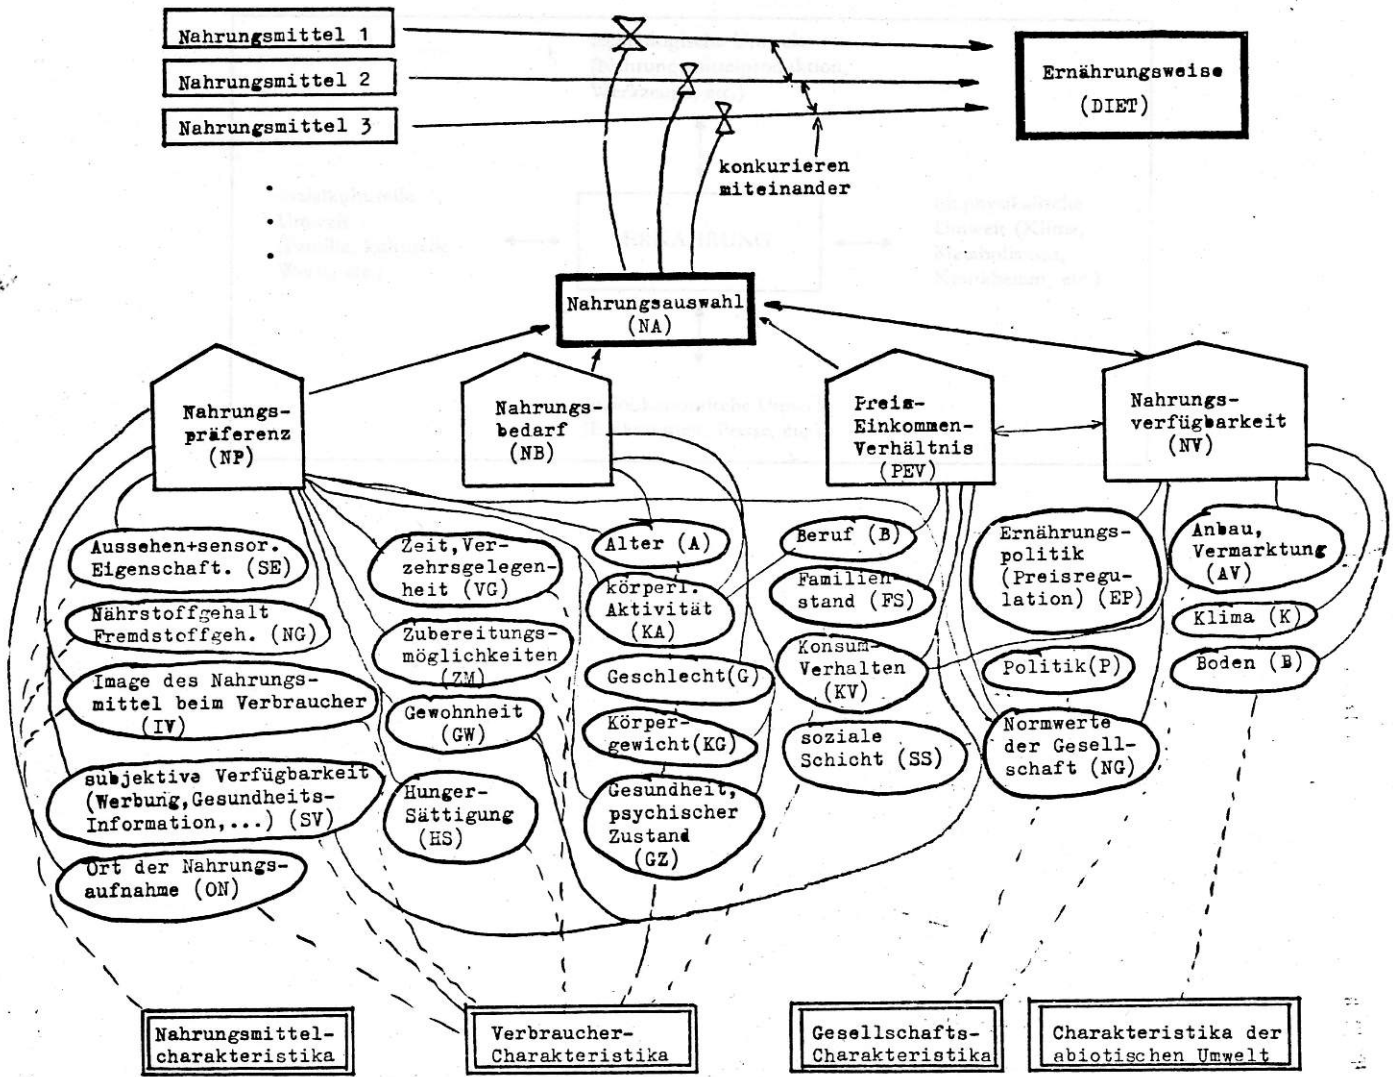 Nahrungsmittel 1
Nahrungsmittel 2
Nahrungsmittel 3
Ernährungsweise
(DIET)
konkurieren
miteinander
Nahrungsauswahl
(NA)
Nahrungs-
präferenz
(NP)
Nahrungs-
bedarf
(NB)
Preis-
Einkommen-
Verhältnis
(PEV)
Nahrungs-
verfügbarkeit
(NV)
Aussehen+sensor.
Eigenschaft. (SE)
Nährstoffgehalt
Fremdstoffgeh. (NG)
Image des Nahrungs-
mittel beim Verbraucher
(IV)
subjektive Verfügbarkeit
(Werbung,Gesundheits-
Information,...) (SV)
Ort der Nahrungs-
aufnahme (ON)
Zeit,Ver-
zehrsgelegen-
heit (VG)
Zubereitungs-
möglichkeiten
(ZM)
Gewohnheit
(GW)
Hunger-
Sättigung
(HS)
Alter (A)
körperl.
Aktivität
(KA)
Geschlecht(G)
Körper-
gewicht(KG)
Gesundheit,
psychischer
Zustand
(GZ)
Beruf (B)
Familien-
stand (FS)
Konsum-
Verhalten
(KV)
soziale
Schicht (SS)
Ernährungs-
politik
(Preisregu-
lation) (EP)
Politik(P)
Normwerte
der Gesell-
schaft (NG)
Anbau,
Vermarktung
(AV)
Klima (K)
Boden (B)
Nahrungsmittel-
charakteristika
Verbraucher-
Charakteristika
Gesellschafts-
Charakteristika
Charakteristika der
abiotischen Umwelt